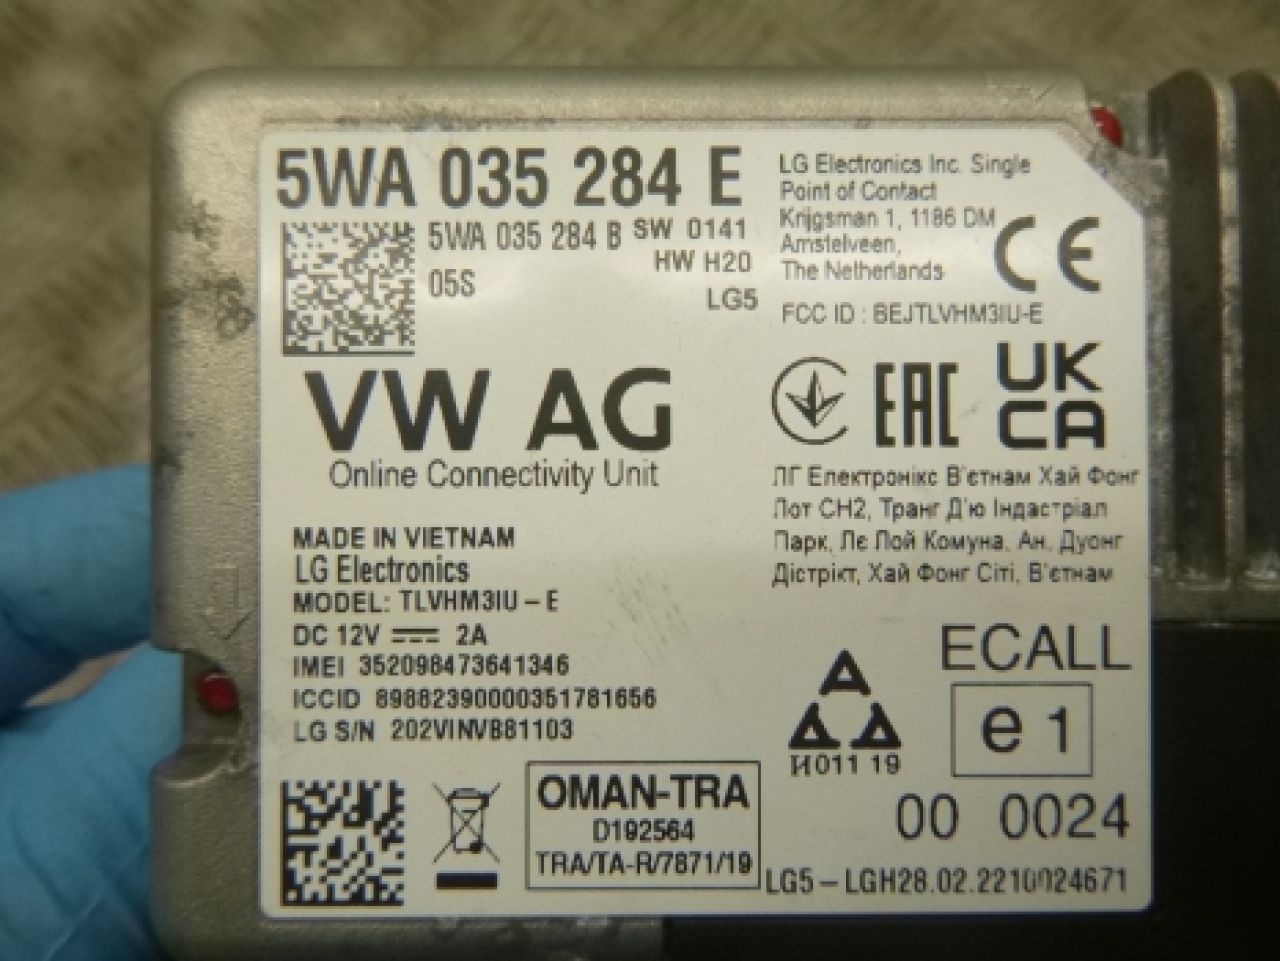 5WA 035 284 E
5WA 035 284 B SW 0141
HW H20
05S
LG5
VW AG
Online Connectivity Unit
MADE IN VIETNAM
LG Electronics
MODEL: TLVHM3IU-E
DC 12V 2A
IMEI 352098473641346
ICCID 89882390000351781656
LG S/N 202VINVB81103
OMAN-TRA
D192564
TRA/TA-R/7871/19
LG Electronics Inc. Single
Point of Contact
Krijgsman 1, 1186 DM
Amstelveen,
The Netherlands
CE
FCC ID : BEJTLVHM3IU-E
EAC
UK
CA
ЛГ Електронікс В'єтнам Хай Фонг
Лот CH2, Транг Д'ю Індастріал
Парк, Лє Лой Комуна, Ан, Дуонг
Дістрікт, Хай Фонг Сіті, В'єтнам
ECALL
e1
И011 19
00 0024
LG5-LGH28.02.2210024671